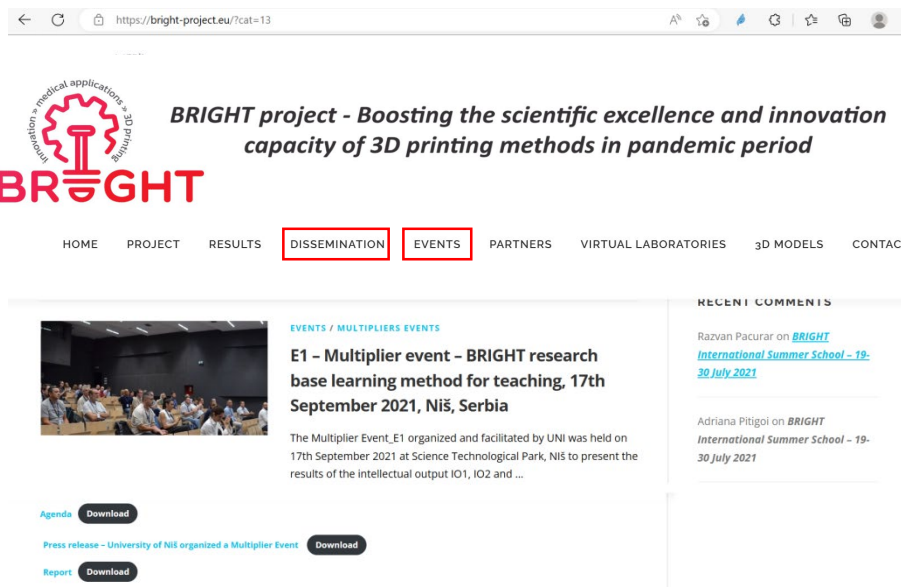 https://bright-project.eu/?cat=13
innovation » medical applications » 3D printing
BRIGHT
BRIGHT project - Boosting the scientific excellence and innovation
capacity of 3D printing methods in pandemic period
HOME PROJECT RESULTS DISSEMINATION EVENTS PARTNERS VIRTUAL LABORATORIES 3D MODELS CONTAC
RECENT COMMENTS
EVENTS / MULTIPLIERS EVENTS
E1 – Multiplier event – BRIGHT research
base learning method for teaching, 17th
September 2021, Niš, Serbia
The Multiplier Event_E1 organized and facilitated by UNI was held on
17th September 2021 at Science Technological Park, NIš to present the
results of the intellectual output IO1, IO2 and ...
Razvan Pacurar on BRIGHT
International Summer School – 19-
30 July 2021
Adriana Pitigoi on BRIGHT
International Summer School – 19-
30 July 2021
Agenda Download
Press release – University of Niš organized a Multiplier Event Download
Report Download